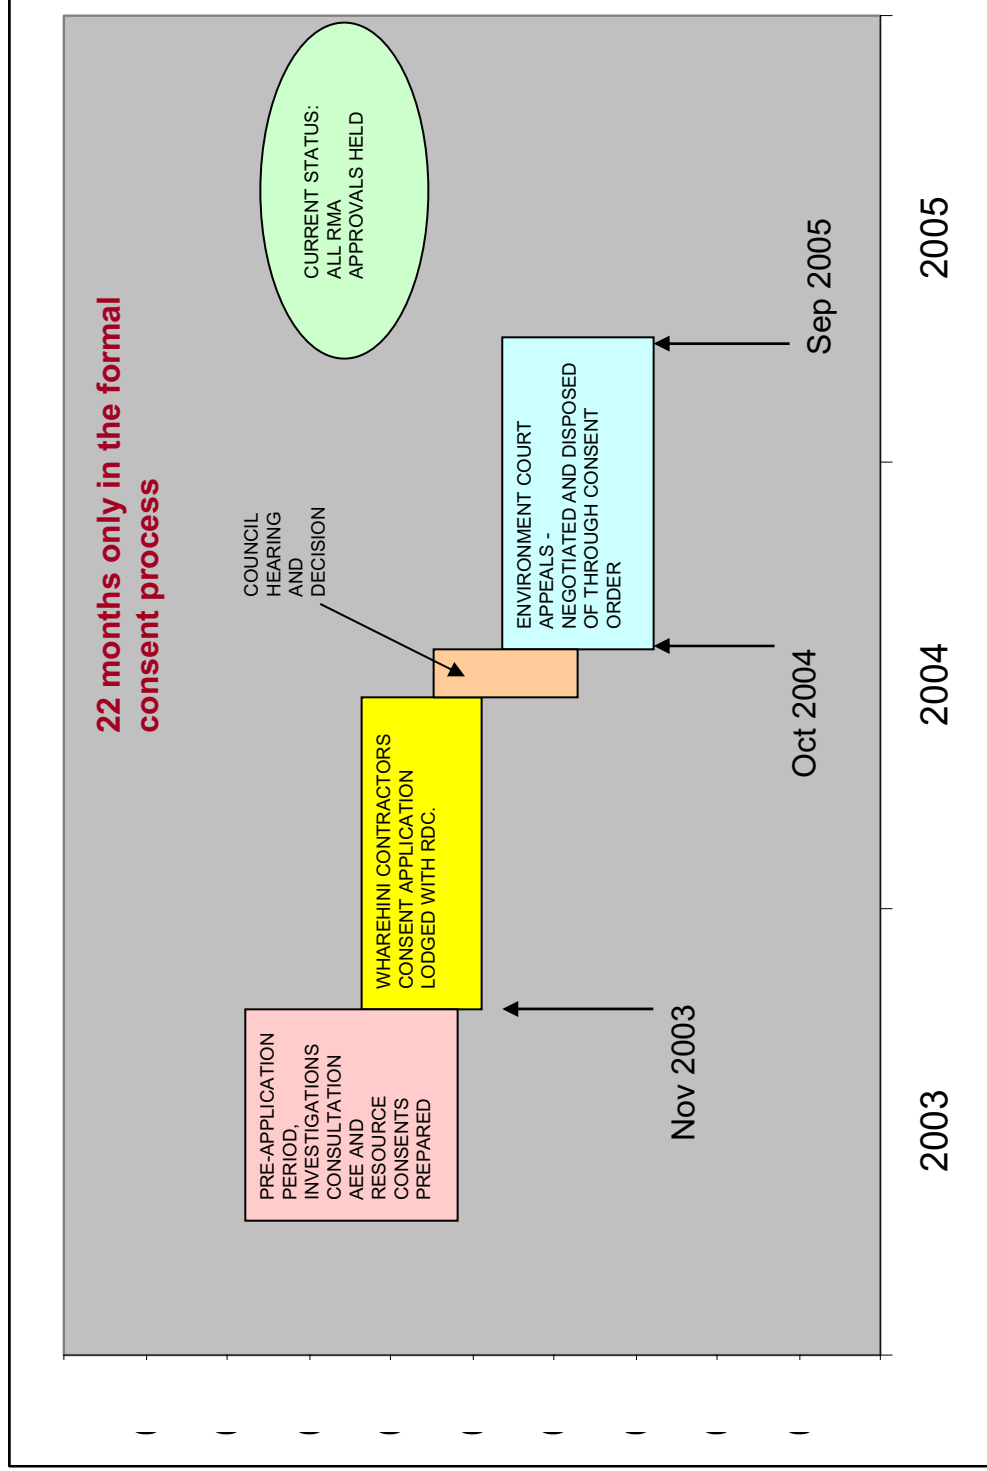 22 months only in the formal
consent process
CURRENT STATUS:
ALL RMA
APPROVALS HELD
COUNCIL
HEARING
AND
DECISION
PRE-APPLICATION
PERIOD,
INVESTIGATIONS
CONSULTATION
AEE AND
RESOURCE
CONSENTS
PREPARED
WHAREHINI CONTRACTORS
CONSENT APPLICATION
LODGED WITH RDC.
ENVIRONMENT COURT
APPEALS -
NEGOTIATED AND DISPOSED
OF THROUGH CONSENT
ORDER
Nov 2003
Oct 2004
Sep 2005
2003
2004
2005